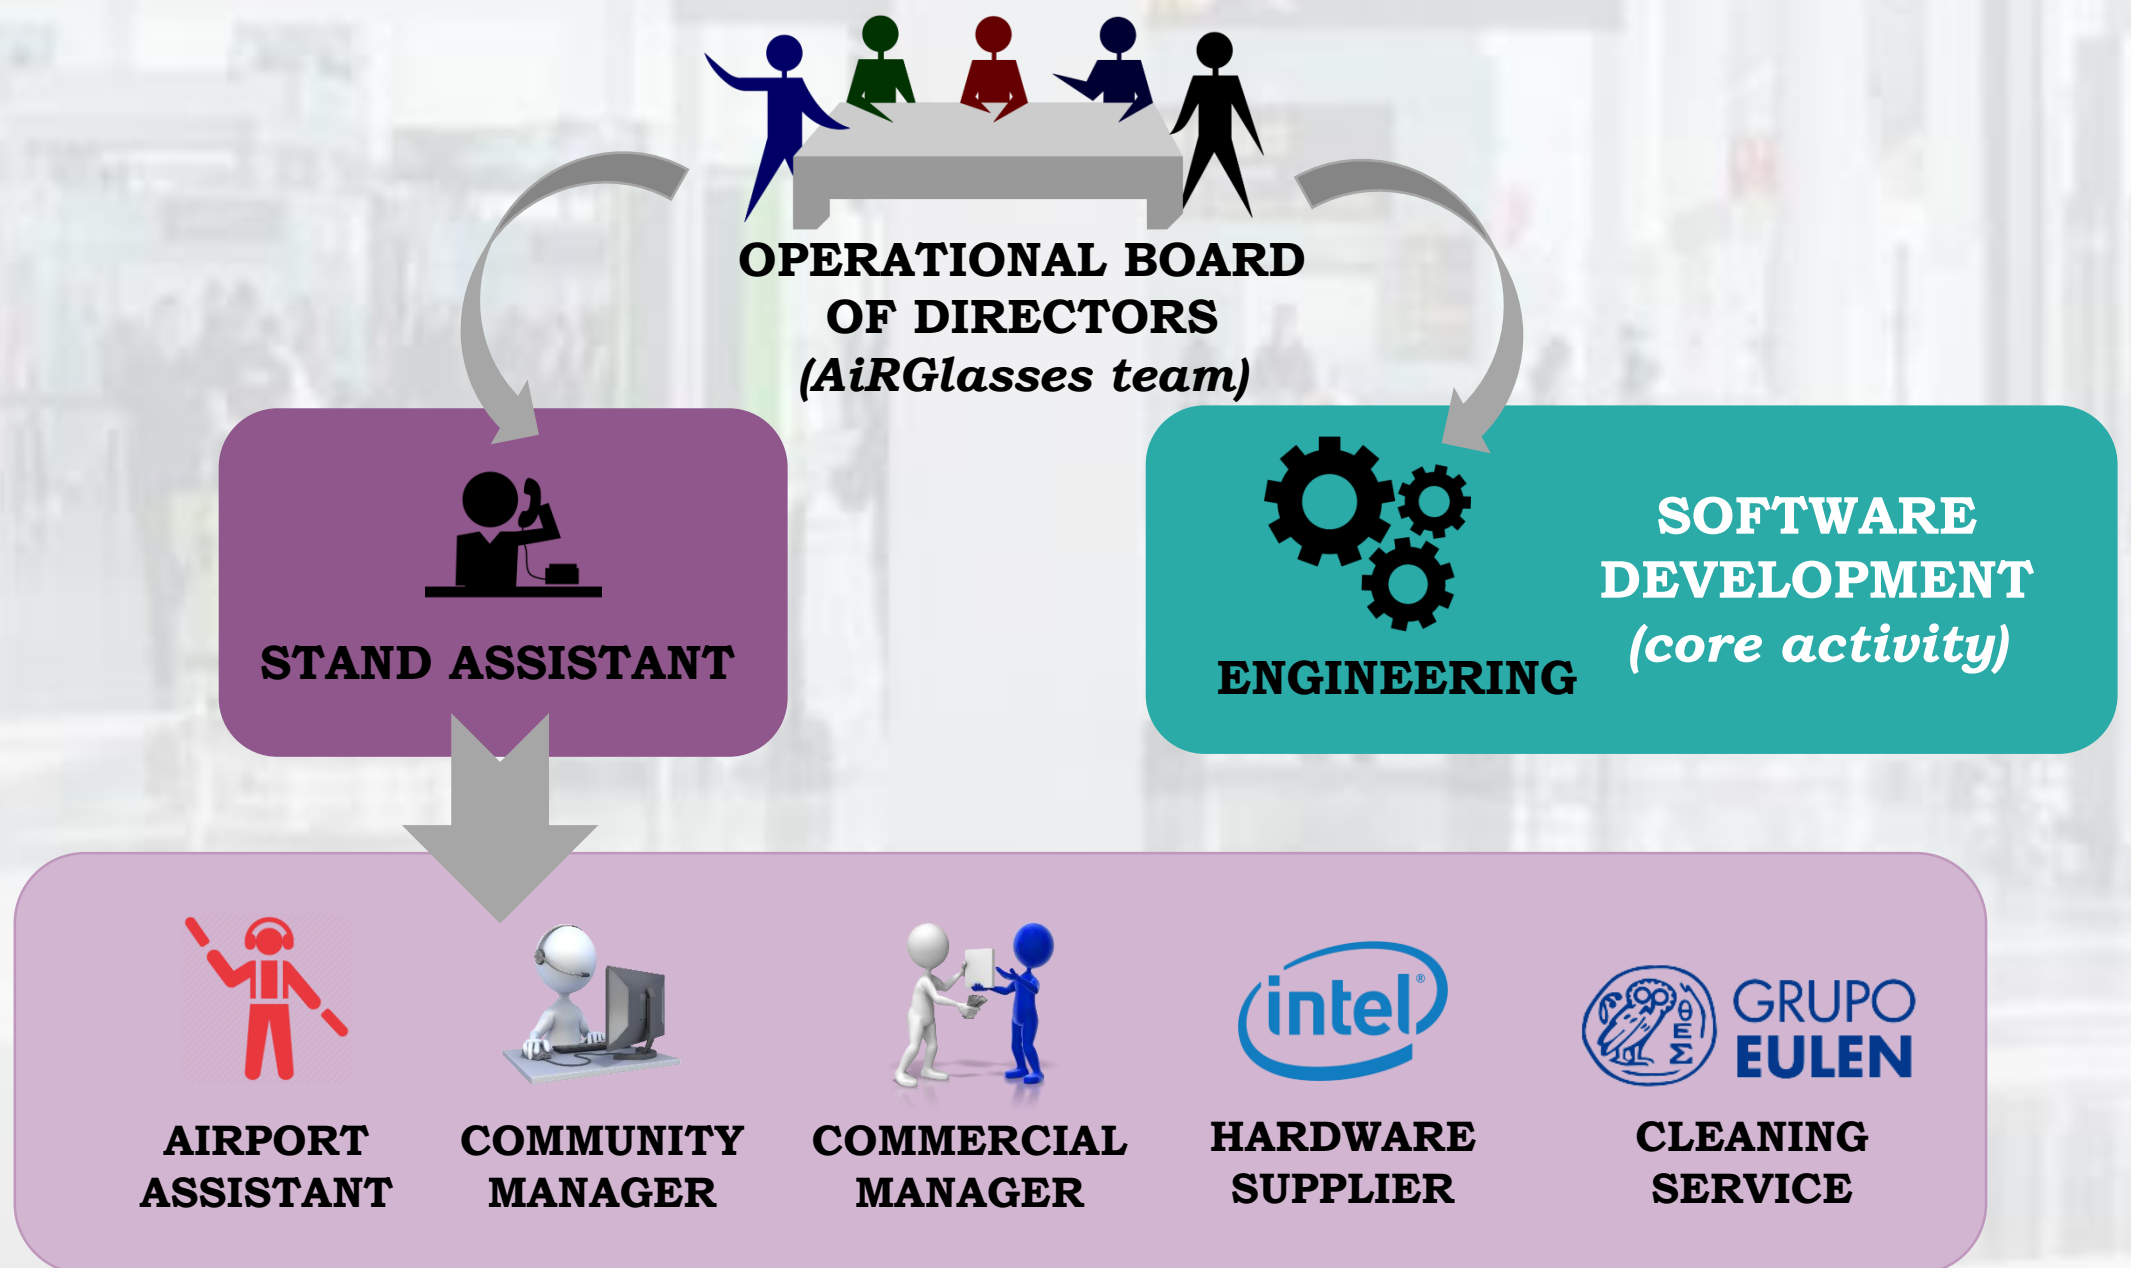 OPERATIONAL BOARD
OF DIRECTORS
(AiRGlasses team)
STAND ASSISTANT
ENGINEERING
SOFTWARE
DEVELOPMENT
(core activity)
AIRPORT
ASSISTANT
COMMUNITY
MANAGER
COMMERCIAL
MANAGER
intel®
HARDWARE
SUPPLIER
GRUPO
EULEN
CLEANING
SERVICE